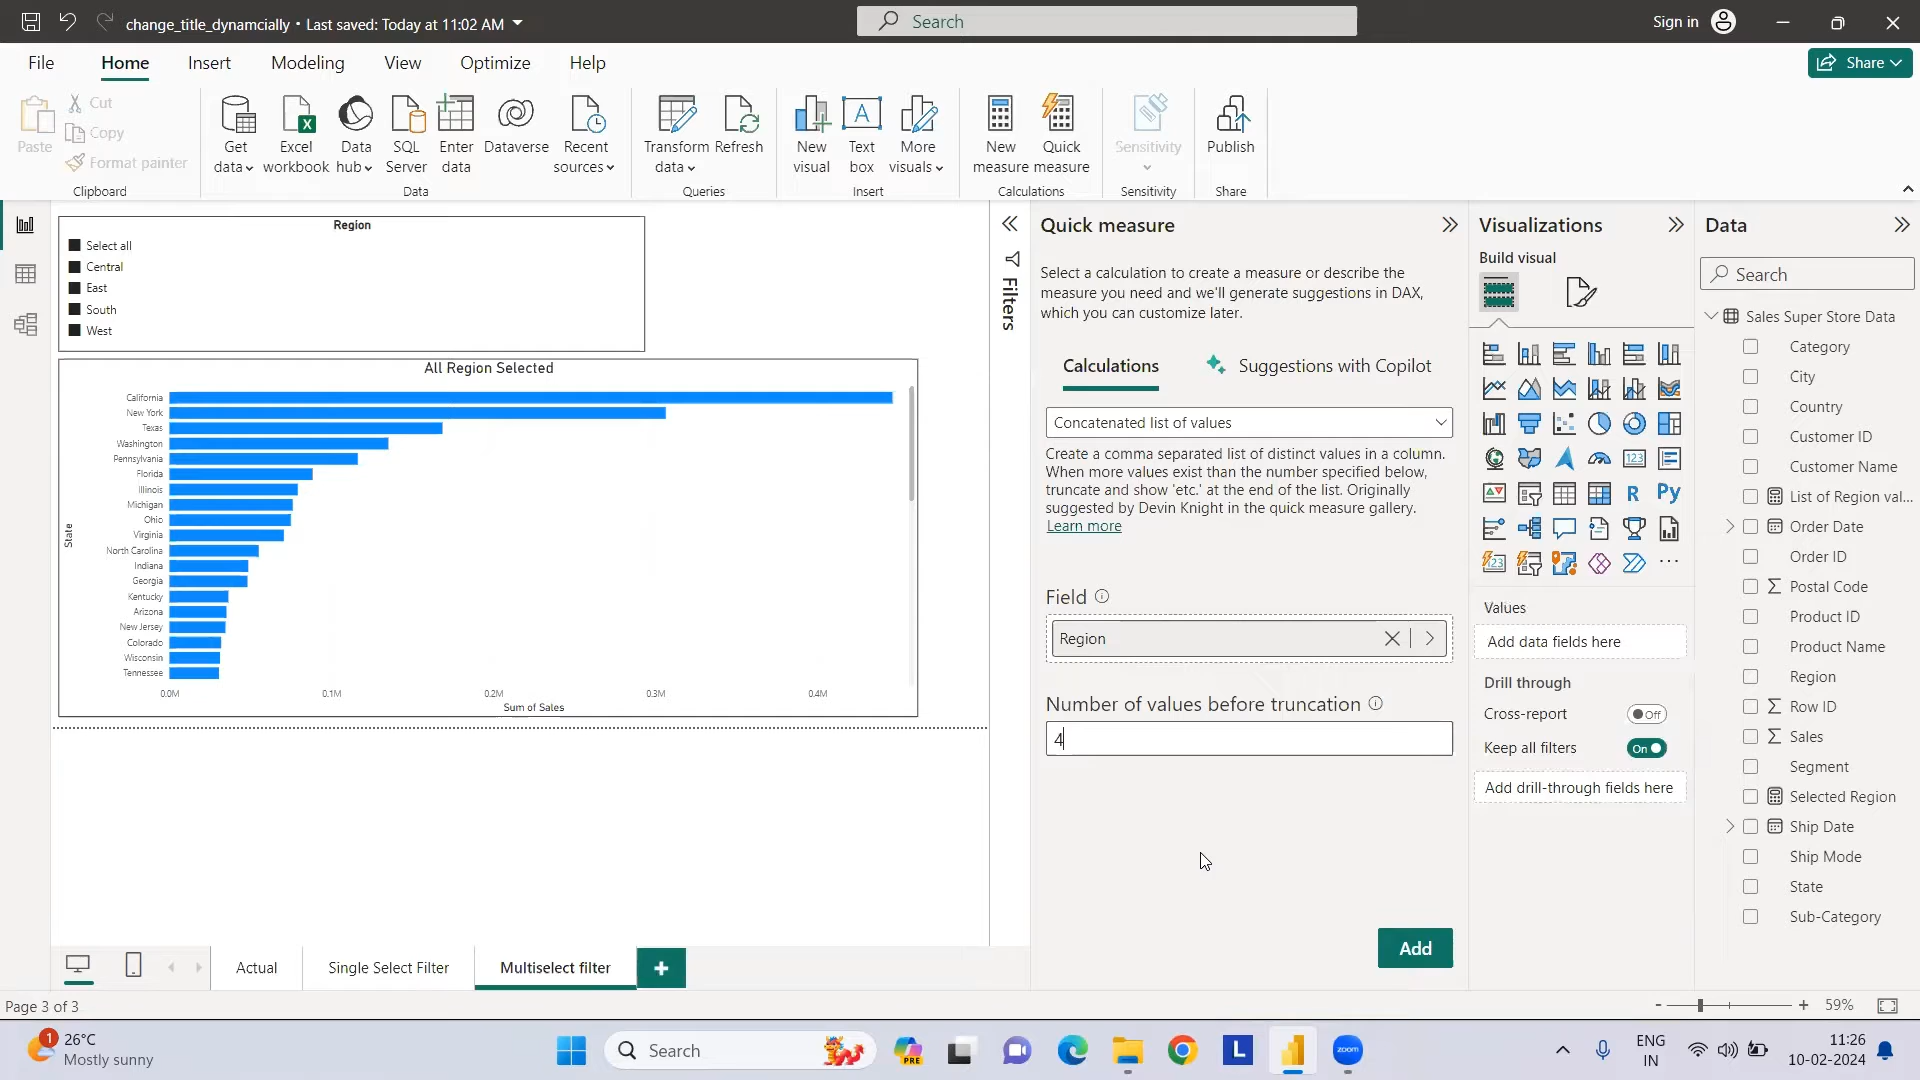 change_title_dynamcially • Last saved: Today at 11:02 AM
Search
Sign in
File
Home
Insert
Modeling
View
Optimize
Help
Share
Paste
Cut
Copy
Format painter
Clipboard
Get data
Excel workbook
Data hub
SQL Server
Enter data
Dataverse
Recent sources
Data
Transform data
Refresh
Queries
New visual
Text box
More visuals
Insert
New measure
Quick measure
Calculations
Sensitivity
Sensitivity
Publish
Share
Region
Select all
Central
East
South
West
All Region Selected
State
California
New York
Texas
Washington
Pennsylvania
Florida
Illinois
Michigan
Ohio
Virginia
North Carolina
Indiana
Georgia
Kentucky
Arizona
New Jersey
Colorado
Wisconsin
Tennessee
0.0M
0.1M
0.2M
0.3M
0.4M
Sum of Sales
Filters
Quick measure
Select a calculation to create a measure or describe the
measure you need and we'll generate suggestions in DAX,
which you can customize later.
Calculations
Suggestions with Copilot
Concatenated list of values
Create a comma separated list of distinct values in a column.
When more values exist than the number specified below,
truncate and show 'etc.' at the end of the list. Originally
suggested by Devin Knight in the quick measure gallery.
Learn more
Field
Region
Number of values before truncation
4
Add
Visualizations
Build visual
123
R
Py
123
Values
Add data fields here
Drill through
Cross-report
Off
Keep all filters
On
Add drill-through fields here
Data
Search
Sales Super Store Data
Category
City
Country
Customer ID
Customer Name
List of Region val...
Order Date
Order ID
Postal Code
Product ID
Product Name
Region
Row ID
Sales
Segment
Selected Region
Ship Date
Ship Mode
State
Sub-Category
Actual
Single Select Filter
Multiselect filter
Page 3 of 3
59%
1
26°C
Mostly sunny
Search
PRE
L
zoom
ENG
IN
11:26
10-02-2024